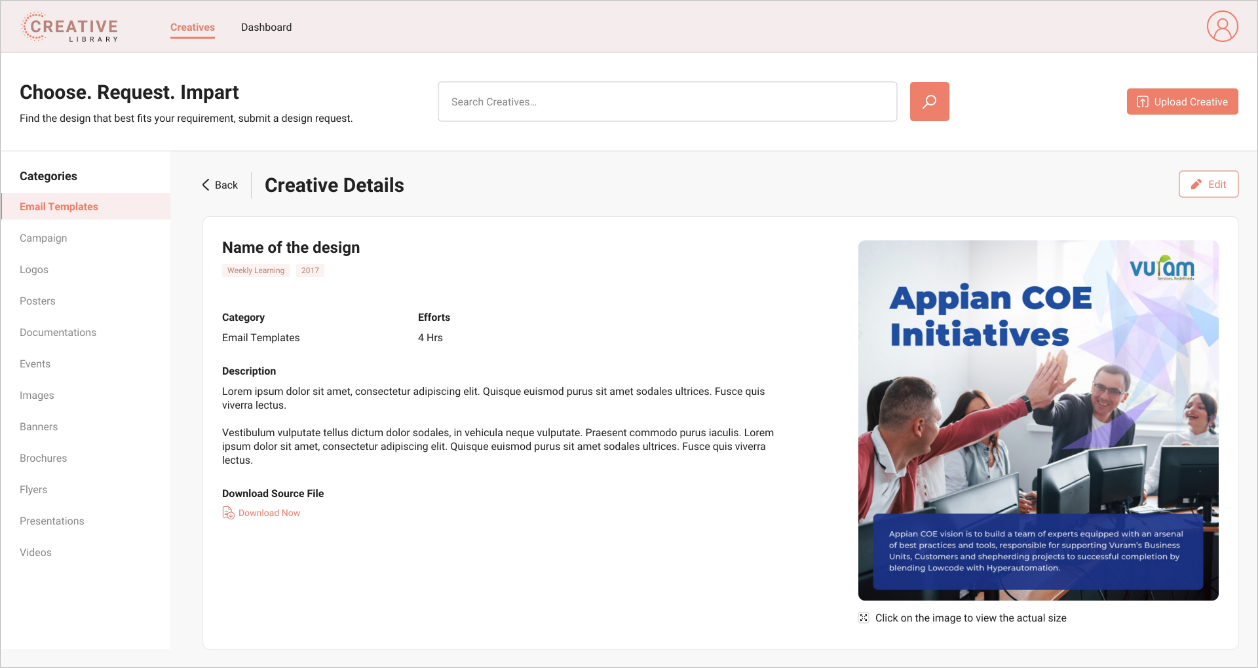 CREATIVE
LIBRARY
Creatives
Dashboard
Choose. Request. Impart
Find the design that best fits your requirement, submit a design request.
Search Creatives...
Upload Creative
Categories
Email Templates
Campaign
Logos
Posters
Documentations
Events
Images
Banners
Brochures
Flyers
Presentations
Videos
Back
Creative Details
Edit
Name of the design
Weekly Learning
2017
Category
Efforts
Email Templates
4 Hrs
Description
Lorem ipsum dolor sit amet, consectetur adipiscing elit. Quisque euismod purus sit amet sodales ultrices. Fusce quis
viverra lectus.
Vestibulum vulputate tellus dictum dolor sodales, in vehicula neque vulputate. Praesent commodo purus iaculis. Lorem
ipsum dolor sit amet, consectetur adipiscing elit. Quisque euismod purus sit amet sodales ultrices. Fusce quis viverra
lectus.
Download Source File
Download Now
vuram
Appian COE
Initiatives
Appian COE vision is to build a team of experts equipped with an arsenal
of best practices and tools, responsible for supporting Vuram's Business
Units, Customers and shepherding projects to successful completion by
blending Lowcode with Hyperautomation.
Click on the image to view the actual size